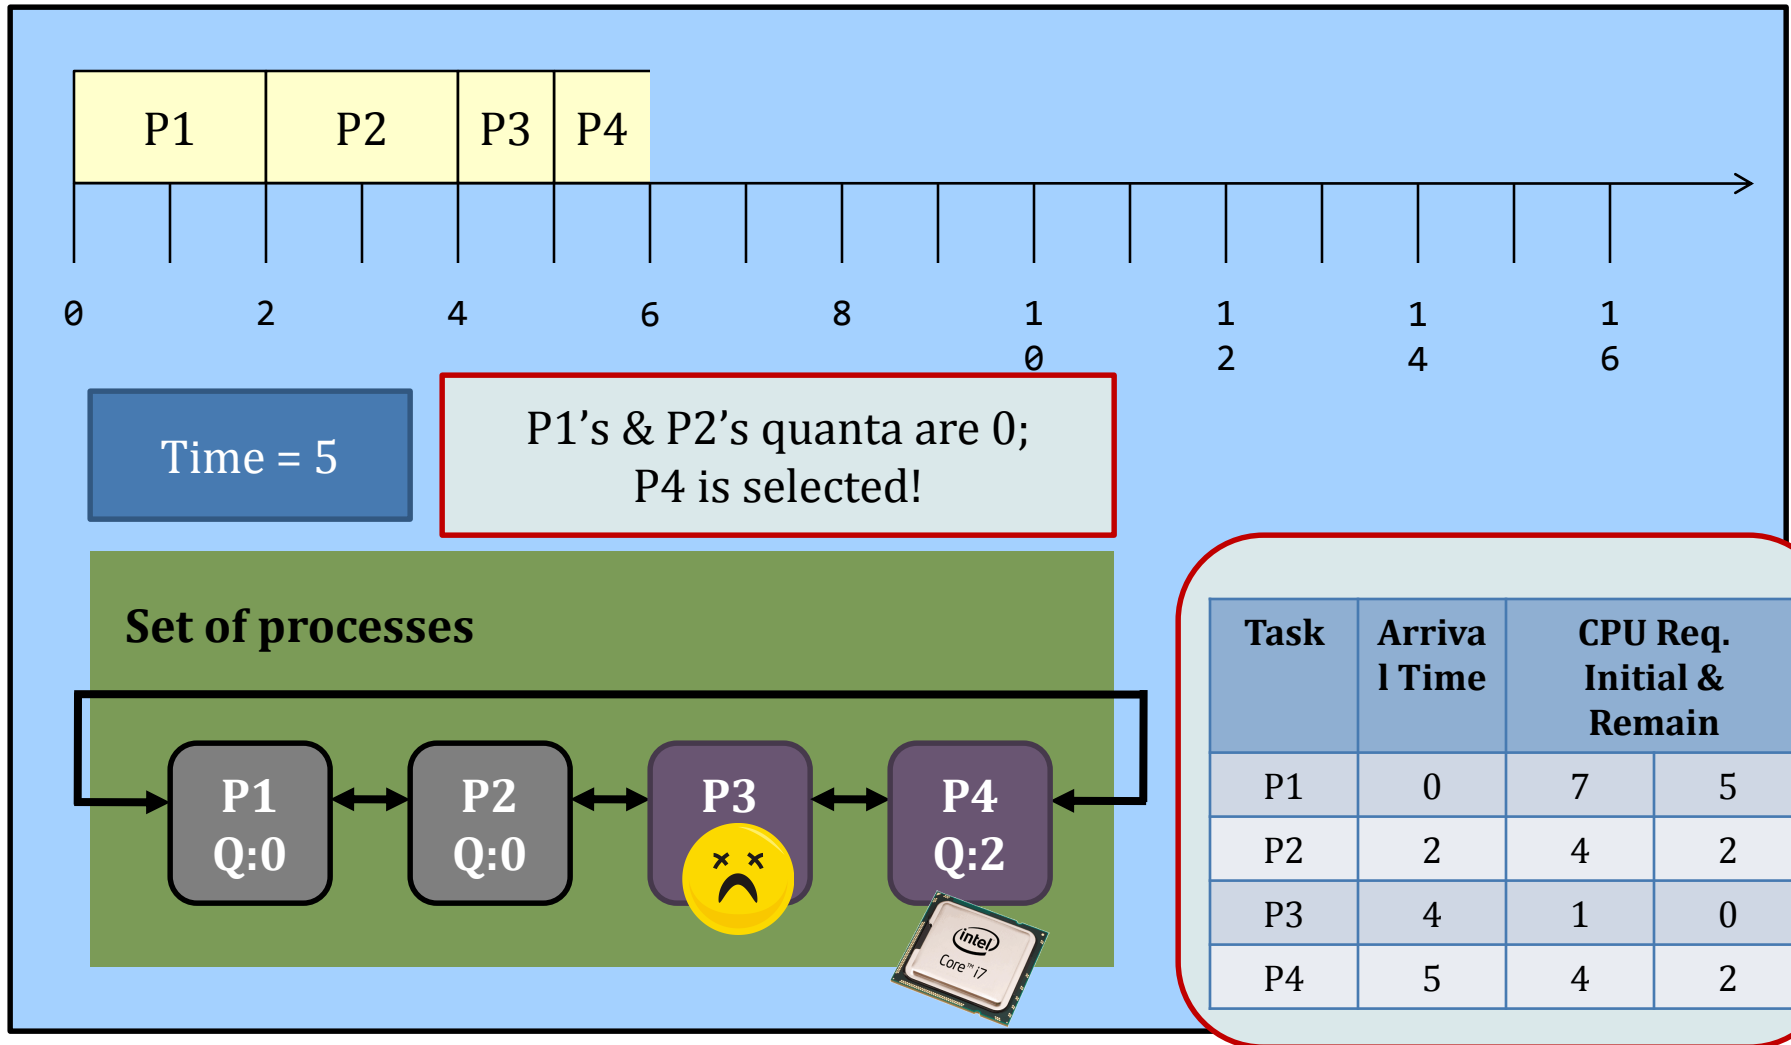 P1 P2 P3 P4
0 2 4 6 8 1 1 1 1
0 2 4 6
Time = 5
P1’s & P2’s quanta are 0;
P4 is selected!
Set of processes
P1 P2 P3 P4
Q:0 Q:0 Q:2
intel
Core™ i7
Task Arriva CPU Req.
l Time Initial &
Remain
P1 0 7 5
P2 2 4 2
P3 4 1 0
P4 5 4 2